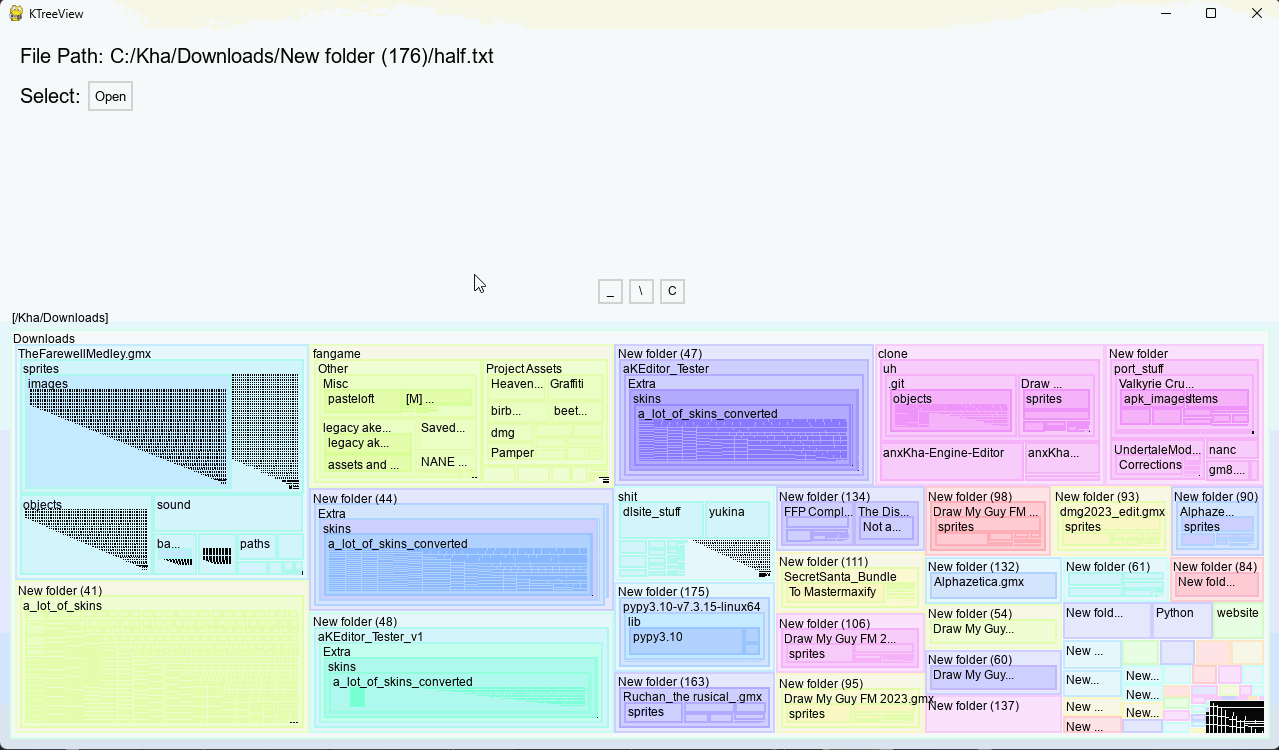 KTreeView
File Path: C:/Kha/Downloads/New folder (176)/half.txt
Select: Open
_ \ C
[/Kha/Downloads]
Downloads
TheFarewellMedley.gmx
sprites
images
objects
sound
ba...
paths
New folder (41)
a_lot_of_skins
fangame
Other
Misc
pasteloft
[M] ...
legacy ake...
legacy ak...
Saved...
assets and ...
NANE ...
Project Assets
Heaven...
Graffiti
birb...
beet...
dmg
Pamper
New folder (44)
Extra
skins
a_lot_of_skins_converted
New folder (48)
aKEditor_Tester_v1
Extra
skins
a_lot_of_skins_converted
New folder (47)
aKEditor_Tester
Extra
skins
a_lot_of_skins_converted
clone
uh
.git
objects
Draw ...
sprites
anxKha-Engine-Editor
anxKha...
New folder
port_stuff
Valkyrie Cru...
apk_images
items
UndertaleMod...
Corrections
nanc
gm8....
shit
dlsite_stuff
yukina
New folder (175)
pypy3.10-v7.3.15-linux64
lib
pypy3.10
New folder (163)
Ruchan_the rusical_.gmx
sprites
New folder (134)
FFP Compl...
The Dis...
Not a...
New folder (111)
SecretSanta_Bundle
To Mastermaxify
New folder (106)
Draw My Guy FM 2...
sprites
New folder (95)
Draw My Guy FM 2023.gmx
sprites
New folder (98)
Draw My Guy FM ...
sprites
New folder (93)
dmg2023_edit.gmx
sprites
New folder (90)
Alphaze...
sprites
New folder (132)
Alphazetica.gmx
New folder (61)
New folder (84)
New fold...
New folder (54)
Draw My Guy...
New folder (60)
Draw My Guy...
New folder (137)
New fold...
Python
website
New ...
New...
New...
New...
New ...
New...
New ...